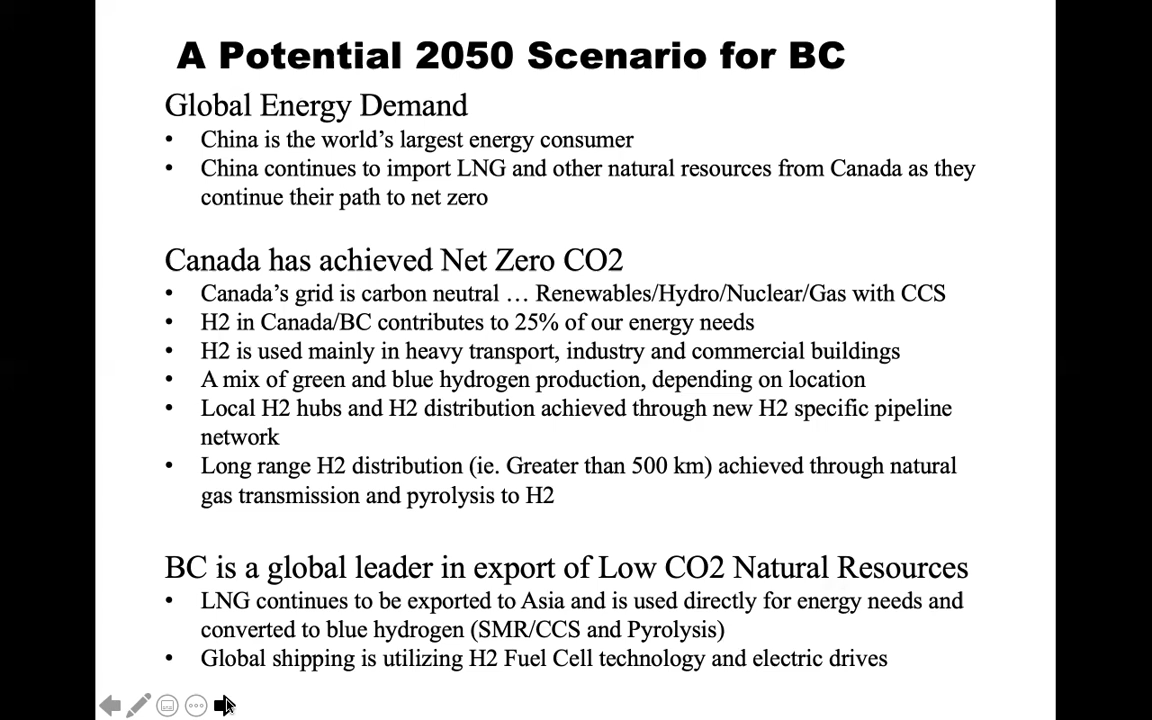 A Potential 2050 Scenario for BC
Global Energy Demand
• China is the world's largest energy consumer
• China continues to import LNG and other natural resources from Canada as they
continue their path to net zero
Canada has achieved Net Zero CO2
• Canada's grid is carbon neutral … Renewables/Hydro/Nuclear/Gas with CCS
• H2 in Canada/BC contributes to 25% of our energy needs
• H2 is used mainly in heavy transport, industry and commercial buildings
• A mix of green and blue hydrogen production, depending on location
• Local H2 hubs and H2 distribution achieved through new H2 specific pipeline
network
• Long range H2 distribution (ie. Greater than 500 km) achieved through natural
gas transmission and pyrolysis to H2
BC is a global leader in export of Low CO2 Natural Resources
• LNG continues to be exported to Asia and is used directly for energy needs and
converted to blue hydrogen (SMR/CCS and Pyrolysis)
• Global shipping is utilizing H2 Fuel Cell technology and electric drives